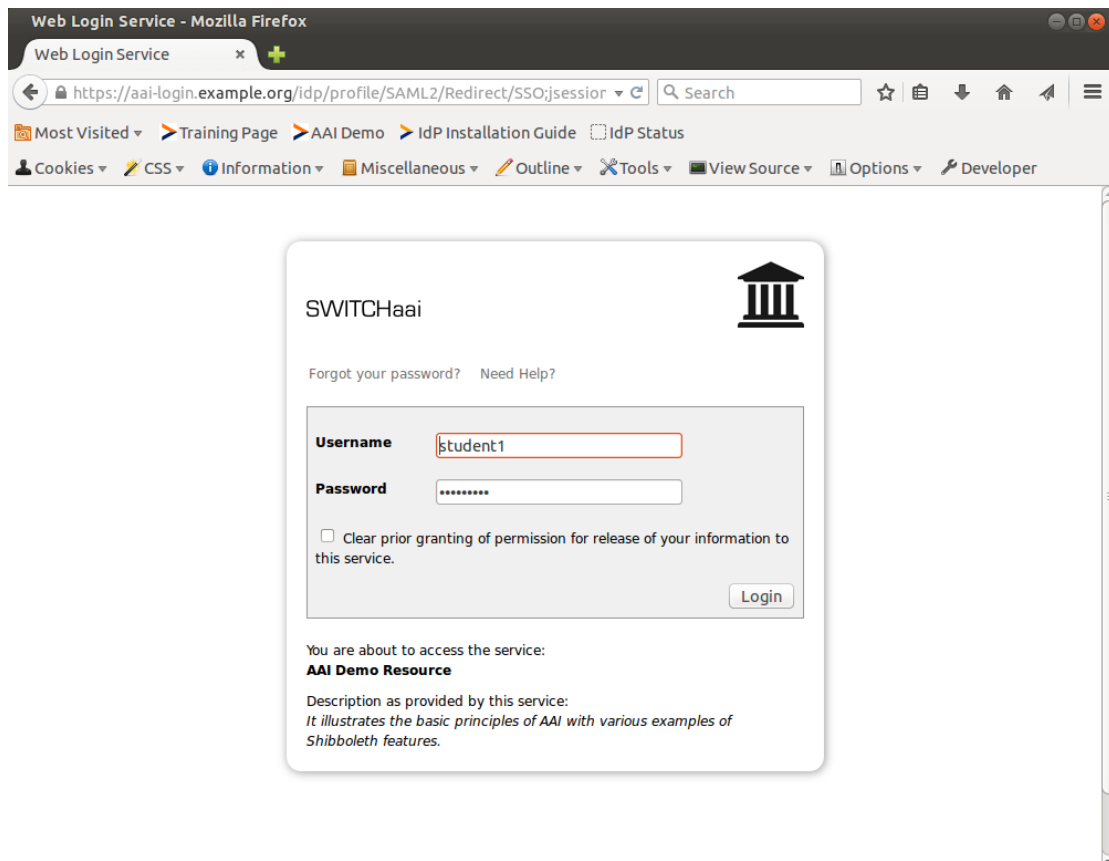 Web Login Service - Mozilla Firefox
Web Login Service
https://aai-login.example.org/idp/profile/SAML2/Redirect/SSO;jsession Search
Most Visited Training Page AAI Demo IdP Installation Guide IdP Status
Cookies CSS Information Miscellaneous Outline Tools View Source Options Developer
SWITCHaai
Forgot your password? Need Help?
Username student1
Password •••••••••
Clear prior granting of permission for release of your information to
this service.
Login
You are about to access the service:
AAI Demo Resource
Description as provided by this service:
It illustrates the basic principles of AAI with various examples of
Shibboleth features.